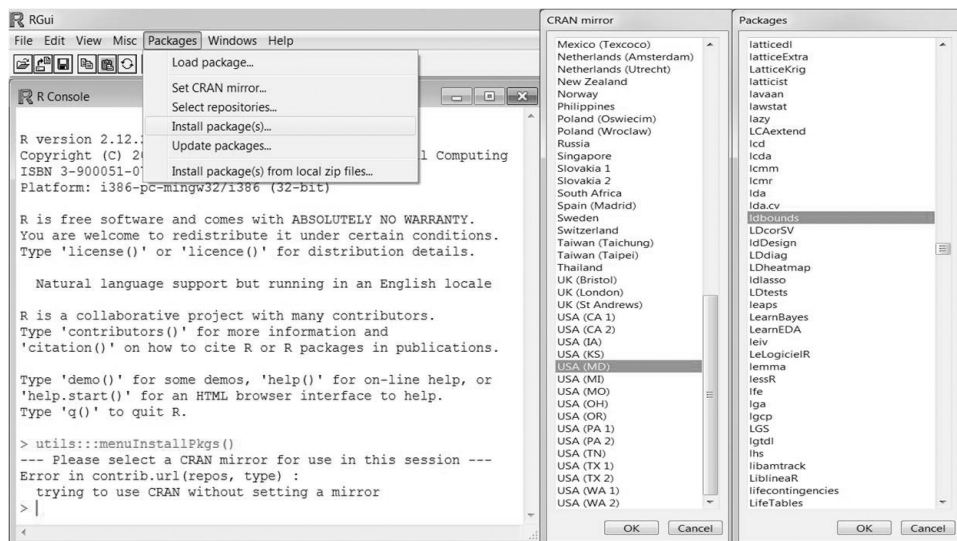 RGui
File Edit View Misc Packages Windows Help
Load package...
Set CRAN mirror...
Select repositories...
Install package(s)...
Update packages...
Install package(s) from local zip files...
R Console
R version 2.12.
Copyright (C) 20 l Computing
ISBN 3-900051-07
Platform: i386-pc-mingw32/i386 (32-bit)
R is free software and comes with ABSOLUTELY NO WARRANTY.
You are welcome to redistribute it under certain conditions.
Type 'license()' or 'licence()' for distribution details.
Natural language support but running in an English locale
R is a collaborative project with many contributors.
Type 'contributors()' for more information and
'citation()' on how to cite R or R packages in publications.
Type 'demo()' for some demos, 'help()' for on-line help, or
'help.start()' for an HTML browser interface to help.
Type 'q()' to quit R.
> utils:::menuInstallPkgs()
--- Please select a CRAN mirror for use in this session ---
Error in contrib.url(repos, type) :
trying to use CRAN without setting a mirror
>
CRAN mirror
Mexico (Texcoco)
Netherlands (Amsterdam)
Netherlands (Utrecht)
New Zealand
Norway
Philippines
Poland (Oswiecim)
Poland (Wroclaw)
Russia
Singapore
Slovakia 1
Slovakia 2
South Africa
Spain (Madrid)
Sweden
Switzerland
Taiwan (Taichung)
Taiwan (Taipei)
Thailand
UK (Bristol)
UK (London)
UK (St Andrews)
USA (CA 1)
USA (CA 2)
USA (IA)
USA (KS)
USA (MD)
USA (MI)
USA (MO)
USA (OH)
USA (OR)
USA (PA 1)
USA (PA 2)
USA (TN)
USA (TX 1)
USA (TX 2)
USA (WA 1)
USA (WA 2)
OK Cancel
Packages
latticedl
latticeExtra
LatticeKrig
latticist
lavaan
lawstat
lazy
LCAextend
lcd
lcda
lcmm
lcmr
lda
lda.cv
ldbounds
LDcorSV
ldDesign
LDdiag
LDheatmap
ldlasso
LDtests
leaps
LearnBayes
LearnEDA
leiv
LeLogicielR
lemma
lessR
lfe
lga
lgcp
LGS
lgtdl
lhs
libamtrack
LiblineaR
lifecontingencies
LifeTables
OK Cancel